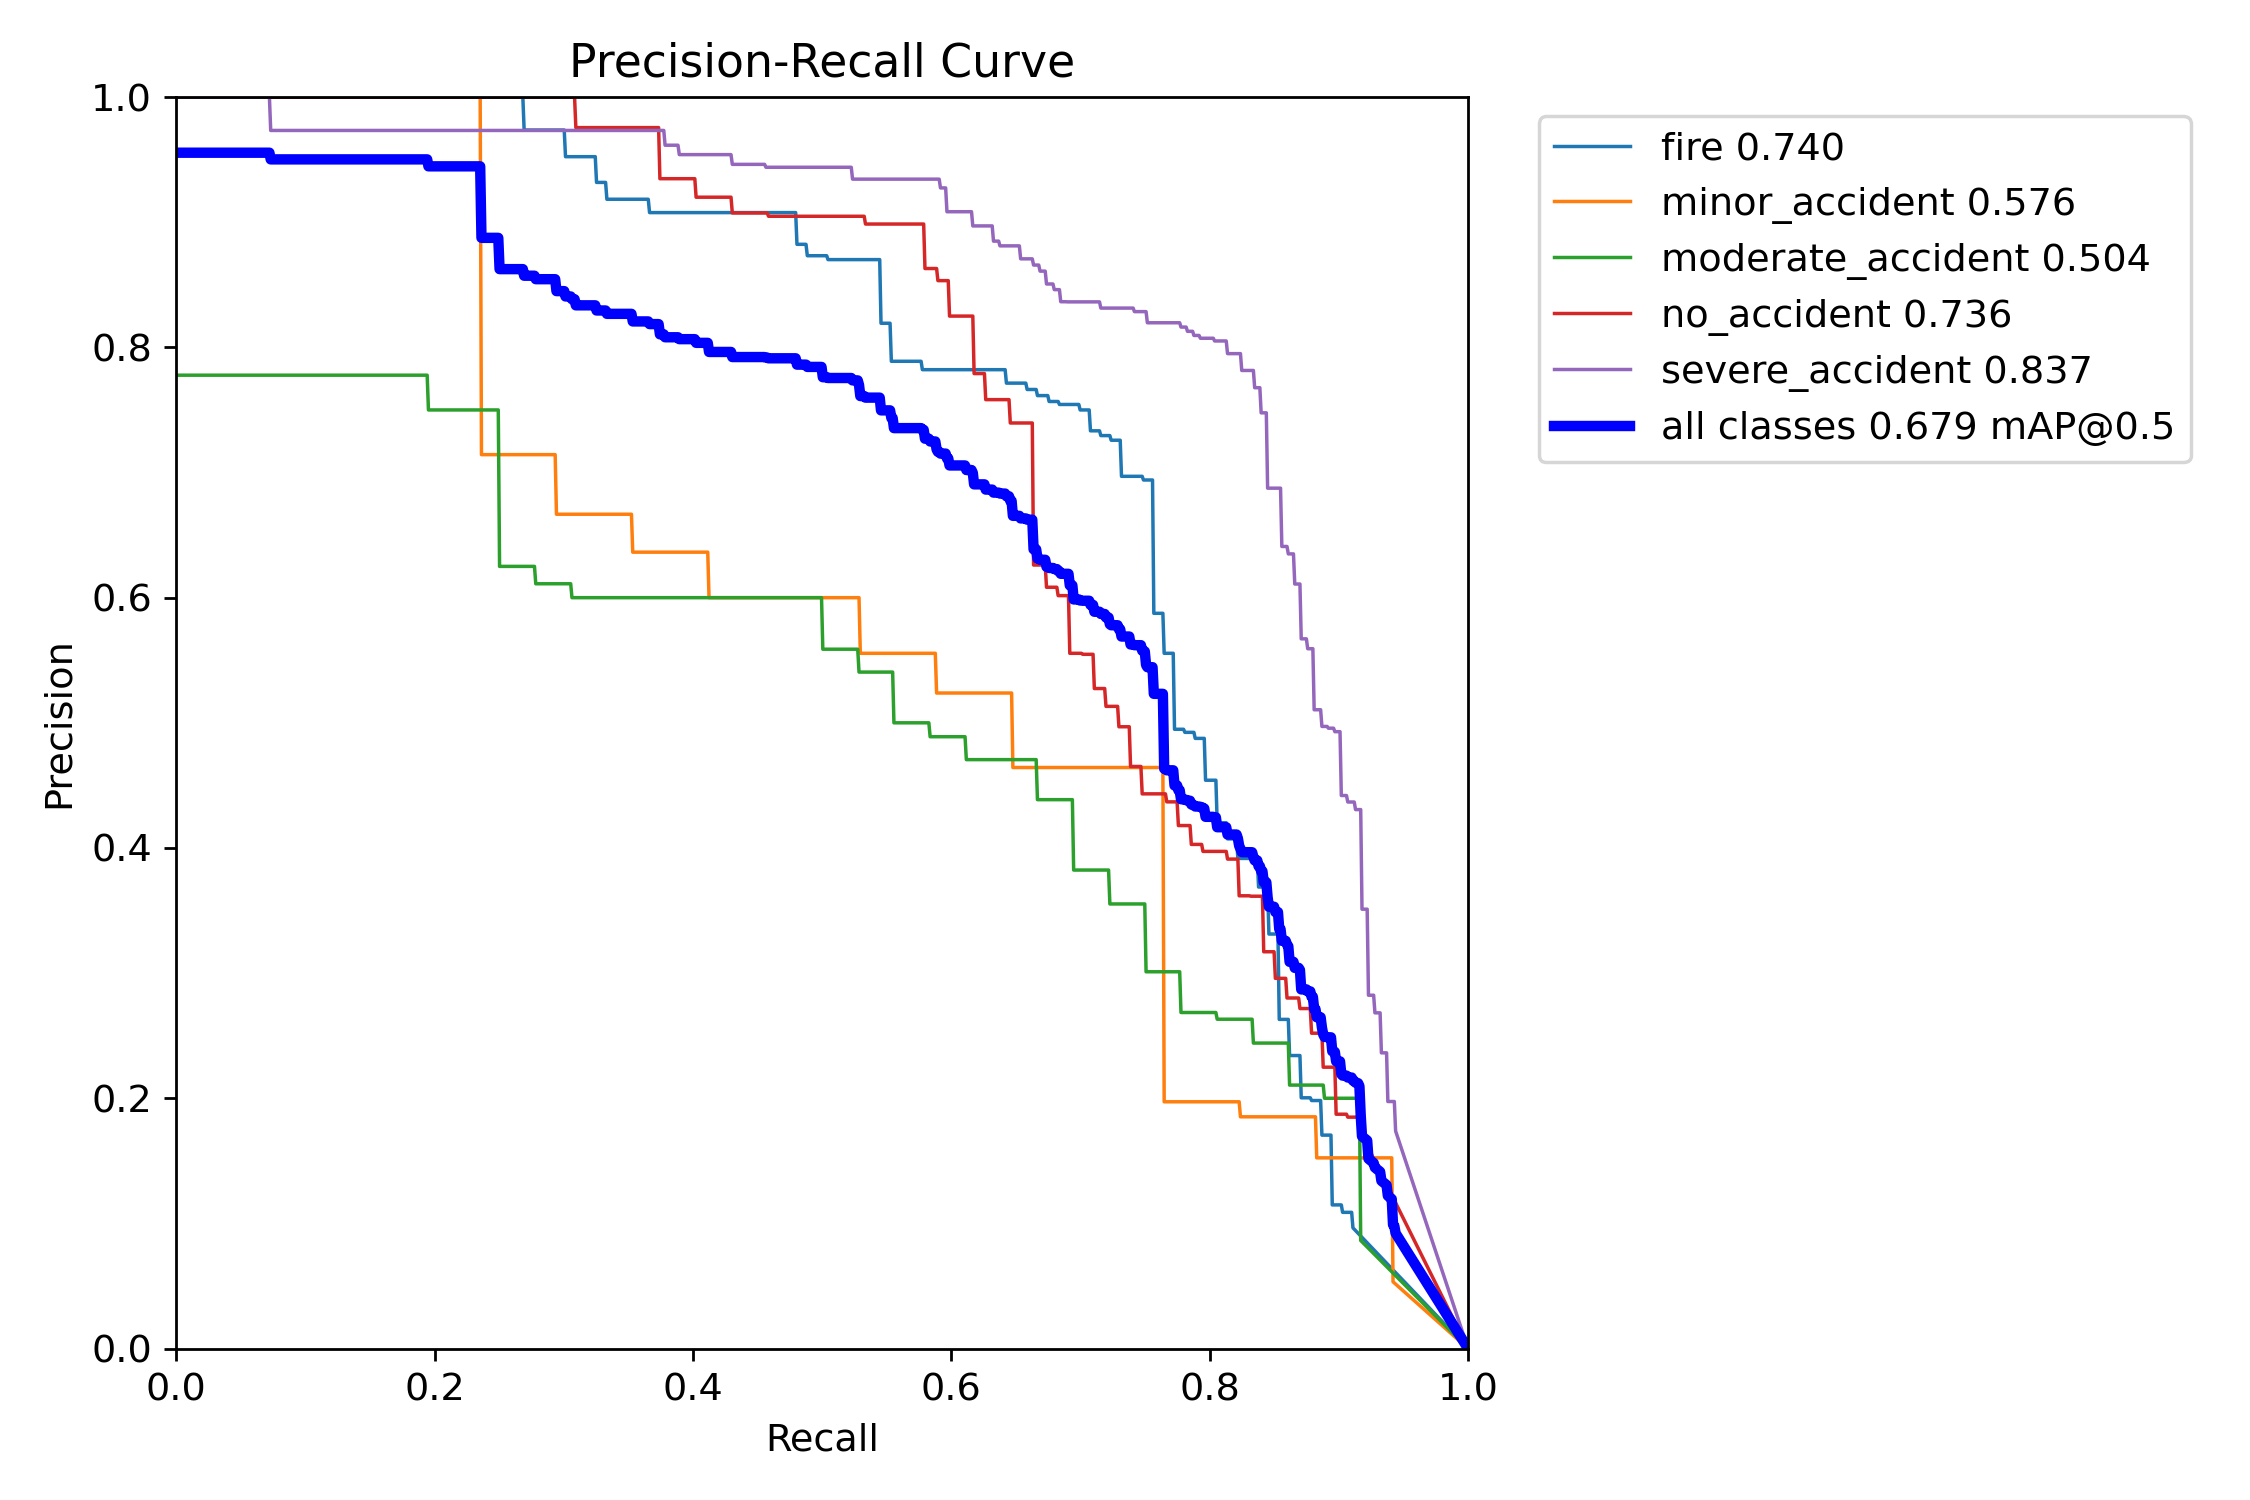 Precision-Recall Curve
1.0
0.8
0.6
0.4
0.2
0.0
Precision
0.0 0.2 0.4 0.6 0.8 1.0
Recall
fire 0.740
minor_accident 0.576
moderate_accident 0.504
no_accident 0.736
severe_accident 0.837
all classes 0.679 mAP@0.5